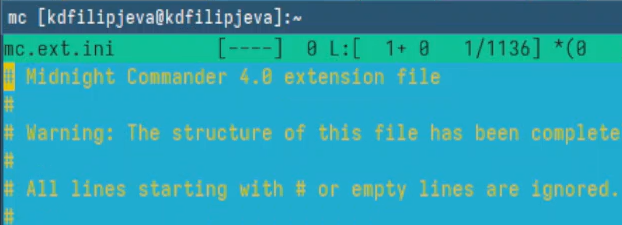 mc [kdfilipjeva@kdfilipjeva]:~
mc.ext.ini [----] 0 L:[ 1+ 0 1/1136] *(0
# Midnight Commander 4.0 extension file
#
# Warning: The structure of this file has been complete
#
# All lines starting with # or empty lines are ignored.
#